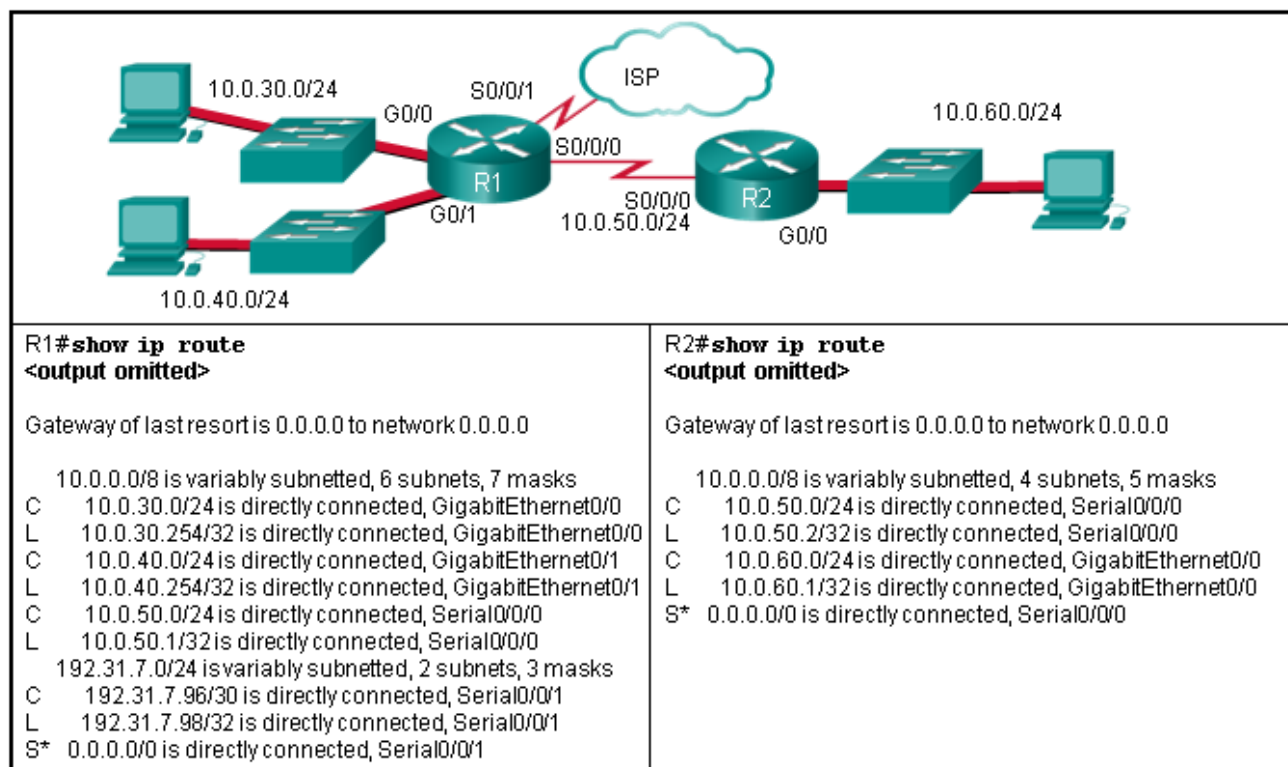 ISP
10.0.30.0/24
S0/0/1
10.0.60.0/24
G0/0
S0/0/0
R1
R2
S0/0/0
G0/1
10.0.50.0/24
G0/0
10.0.40.0/24
R1#show ip route
<output omitted>
Gateway of last resort is 0.0.0.0 to network 0.0.0.0
10.0.0.0/8 is variably subnetted, 6 subnets, 7 masks
C 10.0.30.0/24 is directly connected, GigabitEthernet0/0
L 10.0.30.254/32 is directly connected, GigabitEthernet0/0
C 10.0.40.0/24 is directly connected, GigabitEthernet0/1
L 10.0.40.254/32 is directly connected, GigabitEthernet0/1
C 10.0.50.0/24 is directly connected, Serial0/0/0
L 10.0.50.1/32 is directly connected, Serial0/0/0
192.31.7.0/24 is variably subnetted, 2 subnets, 3 masks
C 192.31.7.96/30 is directly connected, Serial0/0/1
L 192.31.7.98/32 is directly connected, Serial0/0/1
S* 0.0.0.0/0 is directly connected, Serial0/0/1
R2#show ip route
<output omitted>
Gateway of last resort is 0.0.0.0 to network 0.0.0.0
10.0.0.0/8 is variably subnetted, 4 subnets, 5 masks
C 10.0.50.0/24 is directly connected, Serial0/0/0
L 10.0.50.2/32 is directly connected, Serial0/0/0
C 10.0.60.0/24 is directly connected, GigabitEthernet0/0
L 10.0.60.1/32 is directly connected, GigabitEthernet0/0
S* 0.0.0.0/0 is directly connected, Serial0/0/0